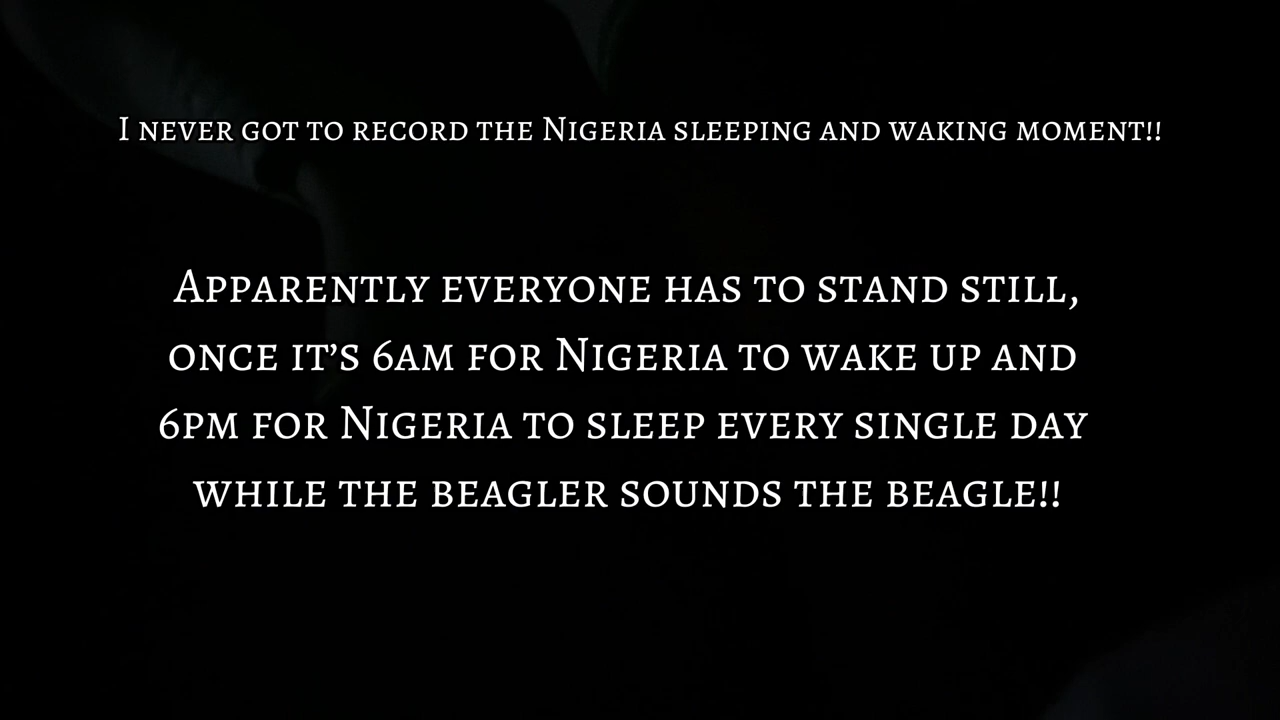 I never got to record the Nigeria sleeping and waking moment!!
Apparently everyone has to stand still,
once it's 6am for Nigeria to wake up and
6pm for Nigeria to sleep every single day
while the beagler sounds the beagle!!